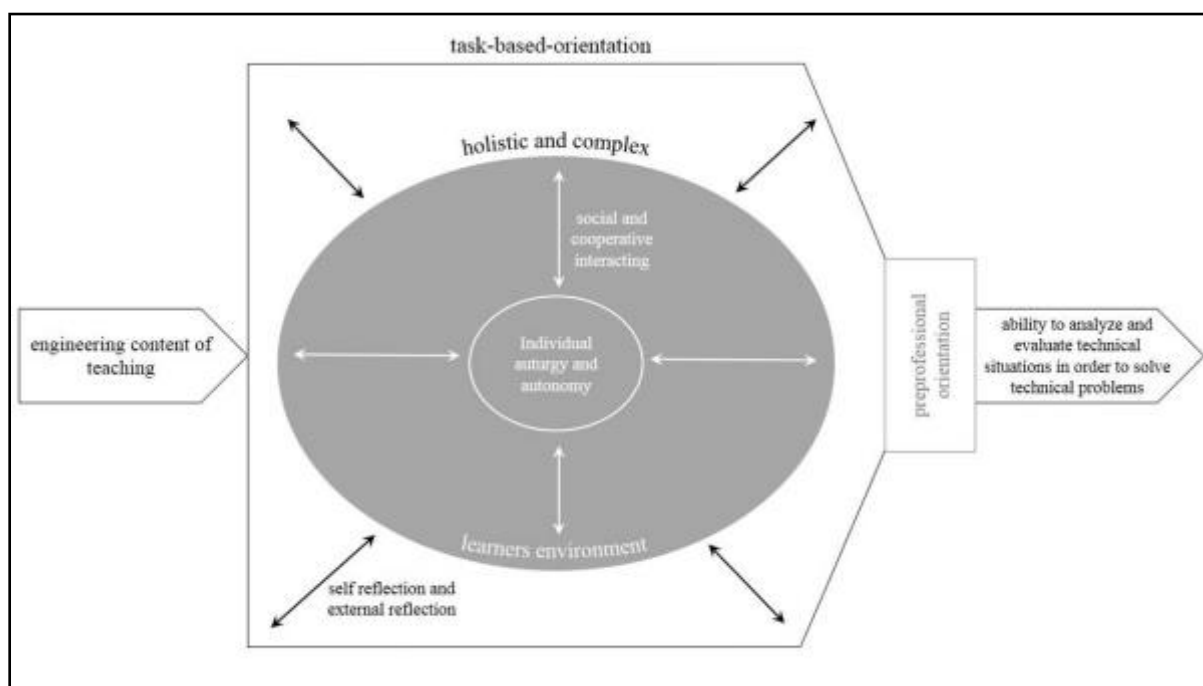 task-based-orientation
holistic and complex
social and
cooperative
interacting
engineering content of
teaching
Individual
auturgy and
autonomy
preprofessional
orientation
ability to analyze and
evaluate technical
situations in order to solve
technical problems
learners environment
self reflection and
external reflection